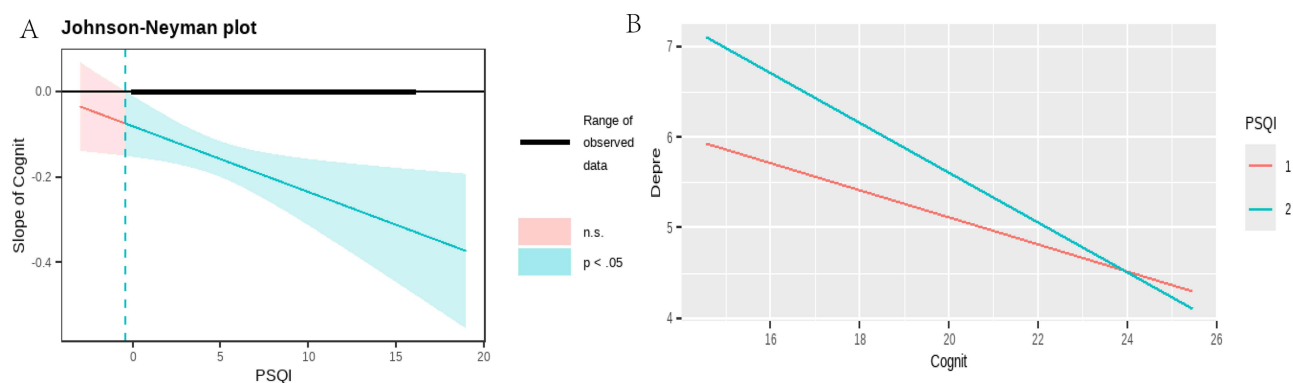 A
Johnson-Neyman plot
0.0
-0.2
-0.4
Slope of Cognit
0
5
10
15
20
PSQI
Range of
observed
data
n.s.
p < .05
B
7
6
5
4
Depre
16
18
20
22
24
26
Cognit
PSQI
1
2